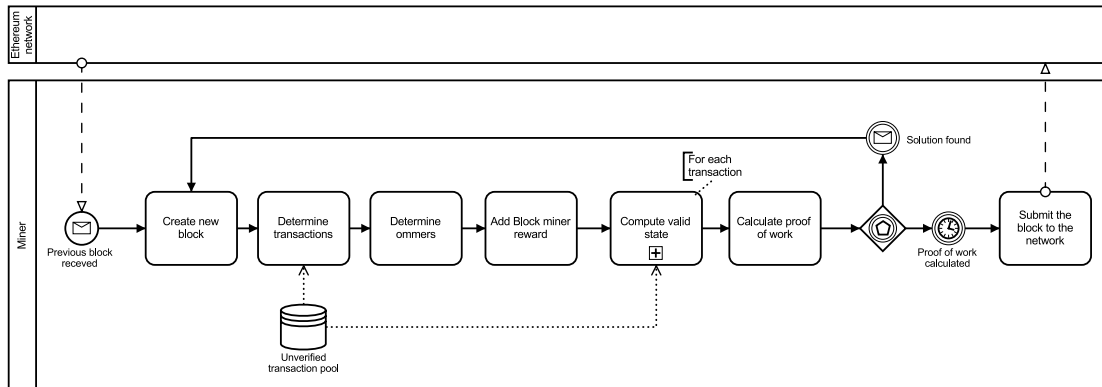 Ethereum
network
Miner
Previous block
receved
Create new
block
Determine
transactions
Determine
ommers
Add Block miner
reward
For each
transaction
Compute valid
state
Calculate proof
of work
Solution found
Proof of work
calculated
Submit the
block to the
network
Unverified
transaction pool